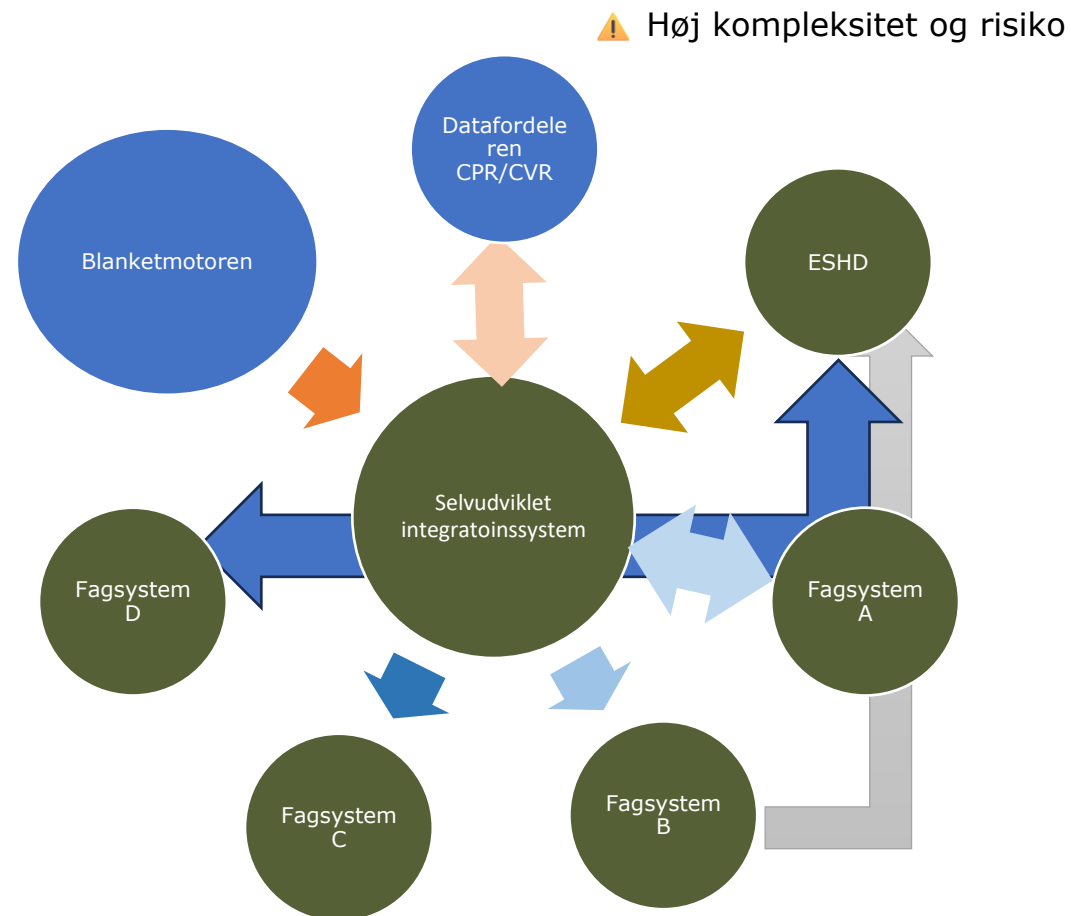 ⚠ Høj kompleksitet og risiko
Datafordele
ren
CPR/CVR
Blanketmotoren
ESHD
Selvudviklet
integratoinssystem
Fagsystem
D
Fagsystem
A
Fagsystem
C
Fagsystem
B